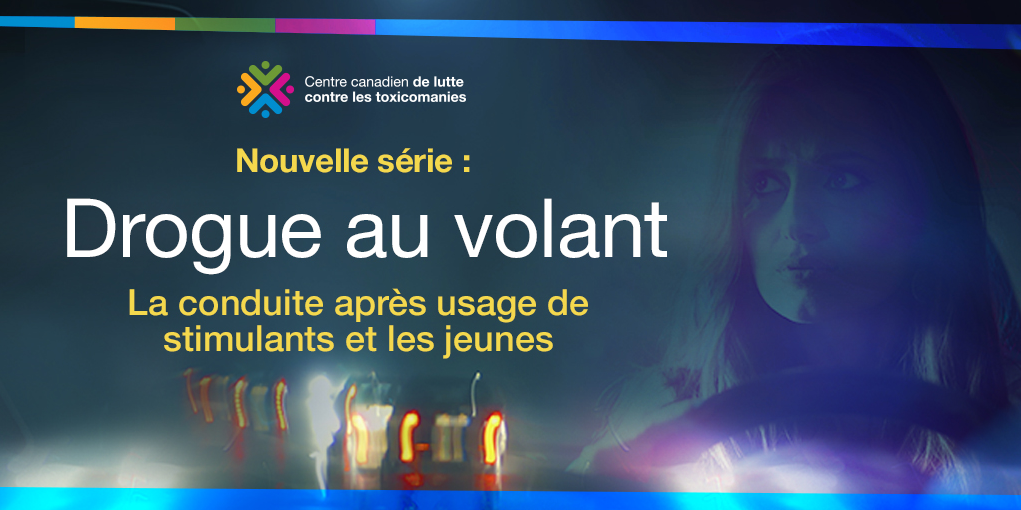 Centre canadien de lutte
contre les toxicomanies
Nouvelle série :
Drogue au volant
La conduite après usage de
stimulants et les jeunes